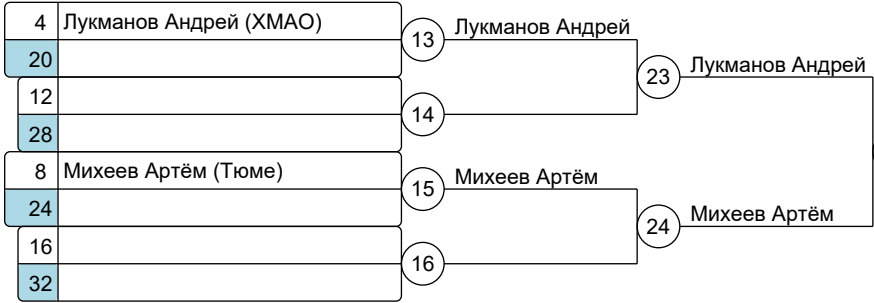 4 Лукманов Андрей (ХМАО)
13 Лукманов Андрей
20
23 Лукманов Андрей
12
14
28
8 Михеев Артём (Тюме)
15 Михеев Артём
24
24 Михеев Артём
16
16
32